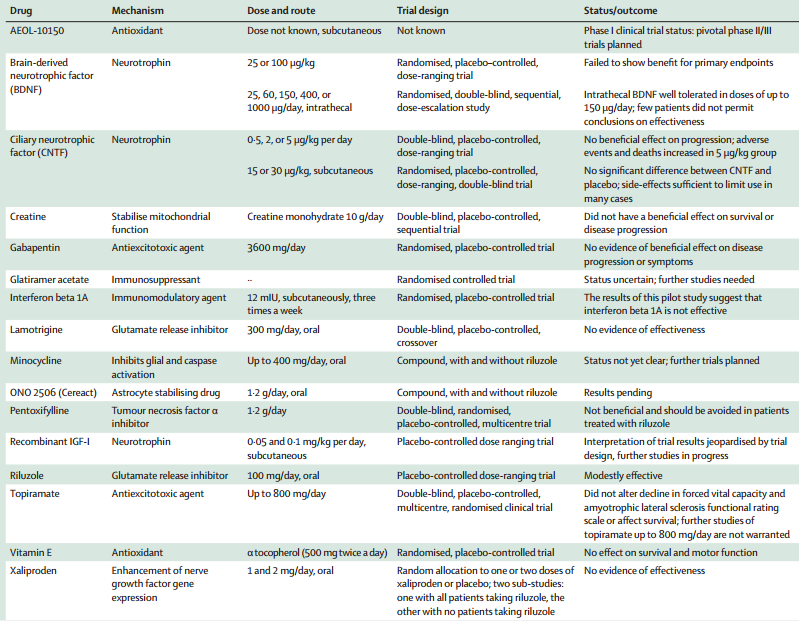 Drug Mechanism Dose and route Trial design Status/outcome
AEOL-10150 Antioxidant Dose not known, subcutaneous Not known Phase I clinical trial status: pivotal phase II/III
trials planned
Brain-derived Neurotrophin 25 or 100 µg/kg Randomised, placebo–controlled, Failed to show benefit for primary endpoints
neurotrophic factor dose-ranging trial
(BDNF)
25, 60, 150, 400, or Randomised, double-blind, sequential, Intrathecal BDNF well tolerated in doses of up to
1000 µg/day, intrathecal dose-escalation study 150 µg/day; few patients did not permit
conclusions on effectiveness
Ciliary neurotrophic Neurotrophin 0·5, 2, or 5 µg/kg per day Double-blind, placebo-controlled, No beneficial effect on progression; adverse
factor (CNTF) dose-ranging trial events and deaths increased in 5 µg/kg group
15 or 30 µg/kg, subcutaneous Randomised, placebo-controlled, No significant difference between CNTF and
dose-ranging, double-blind trial placebo; side-effects sufficient to limit use in
many cases
Creatine Stabilise mitochondrial Creatine monohydrate 10 g/day Double-blind, placebo-controlled, Did not have a beneficial effect on survival or
function sequential trial disease progression
Gabapentin Antiexcitotoxic agent 3600 mg/day Randomised, placebo-controlled trial No evidence of beneficial effect on disease
progression or symptoms
Glatiramer acetate Immunosuppressant ·· Randomised controlled trial Status uncertain; further studies needed
Interferon beta 1A Immunomodulatory agent 12 mIU, subcutaneously, three Randomised, placebo-controlled trial The results of this pilot study suggest that
times a week interferon beta 1A is not effective
Lamotrigine Glutamate release inhibitor 300 mg/day, oral Double-blind, placebo-controlled, No evidence of effectiveness
crossover
Minocycline Inhibits glial and caspase Up to 400 mg/day, oral Compound, with and without riluzole Status not yet clear; further trials planned
activation
ONO 2506 (Cereact) Astrocyte stabilising drug 1·2 g/day, oral Compound, with and without riluzole Results pending
Pentoxifylline Tumour necrosis factor α 1·2 g/day Double-blind, randomised, Not beneficial and should be avoided in patients
inhibitor placebo-controlled, multicentre trial treated with riluzole
Recombinant IGF-I Neurotrophin 0·05 and 0·1 mg/kg per day, Placebo-controlled dose ranging trial Interpretation of trial results jeopardised by trial
subcutaneous design, further studies in progress
Riluzole Glutamate release inhibitor 100 mg/day, oral Placebo-controlled dose-ranging trial Modestly effective
Topiramate Antiexcitotoxic agent Up to 800 mg/day Double-blind, placebo-controlled, Did not alter decline in forced vital capacity and
multicentre, randomised clinical trial amyotrophic lateral sclerosis functional rating
scale or affect survival; further studies of
topiramate up to 800 mg/day are not warranted
Vitamin E Antioxidant α tocopherol (500 mg twice a day) Randomised, placebo-controlled trial No effect on survival and motor function
Xaliproden Enhancement of nerve 1 and 2 mg/day, oral Random allocation to one or two doses of No evidence of effectiveness
growth factor gene xaliproden or placebo; two sub-studies:
expression one with all patients taking riluzole, the
other with no patients taking riluzole